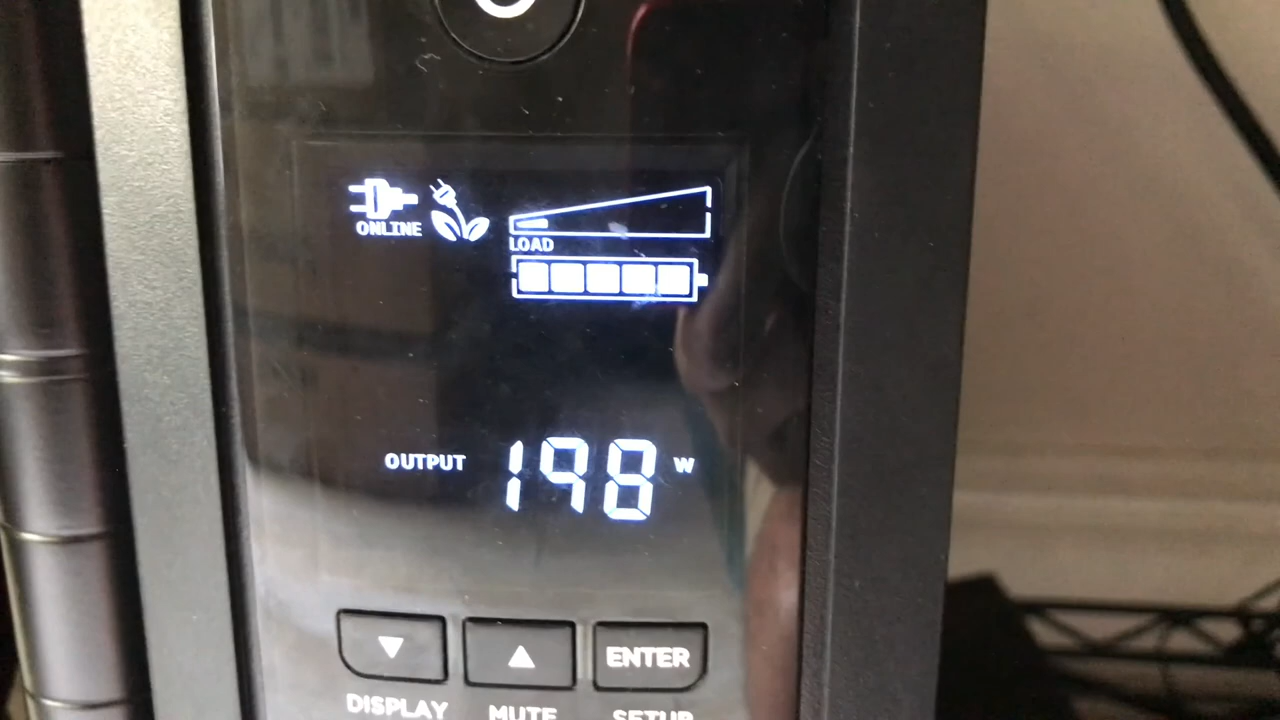 ONLINE
LOAD
OUTPUT 198 W
ENTER
DISPLAY MUTE SETUP